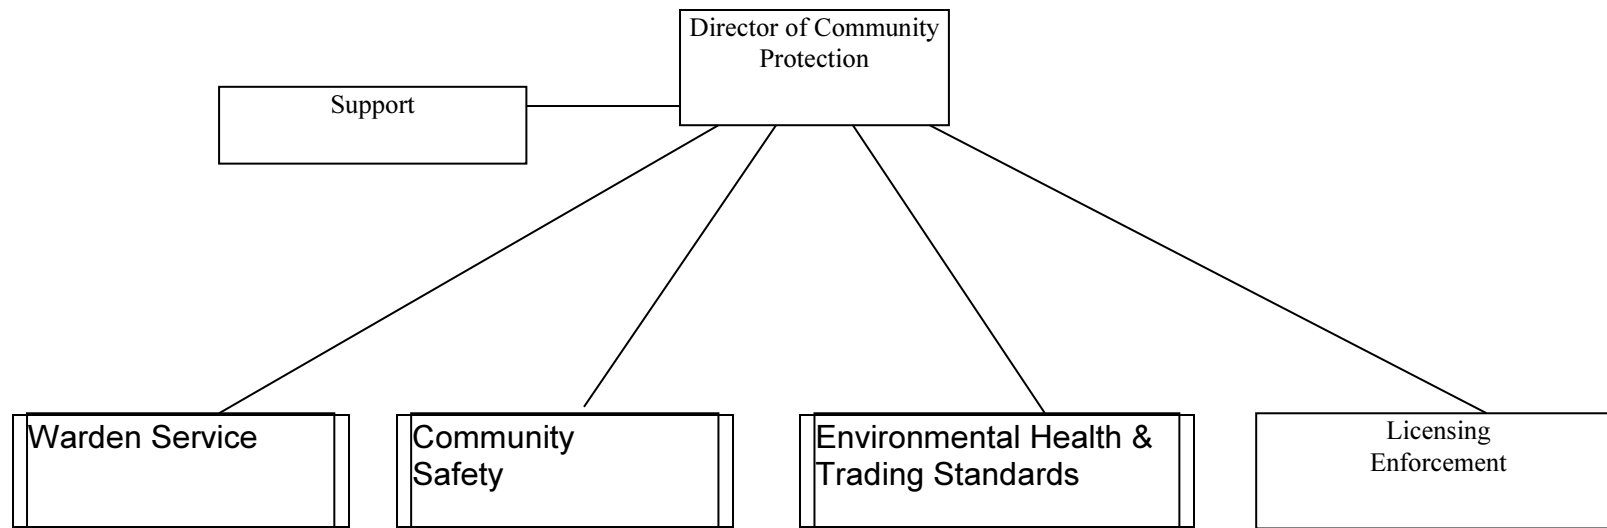 Director of Community
Protection
Support
Warden Service
Community
Safety
Environmental Health &
Trading Standards
Licensing
Enforcement